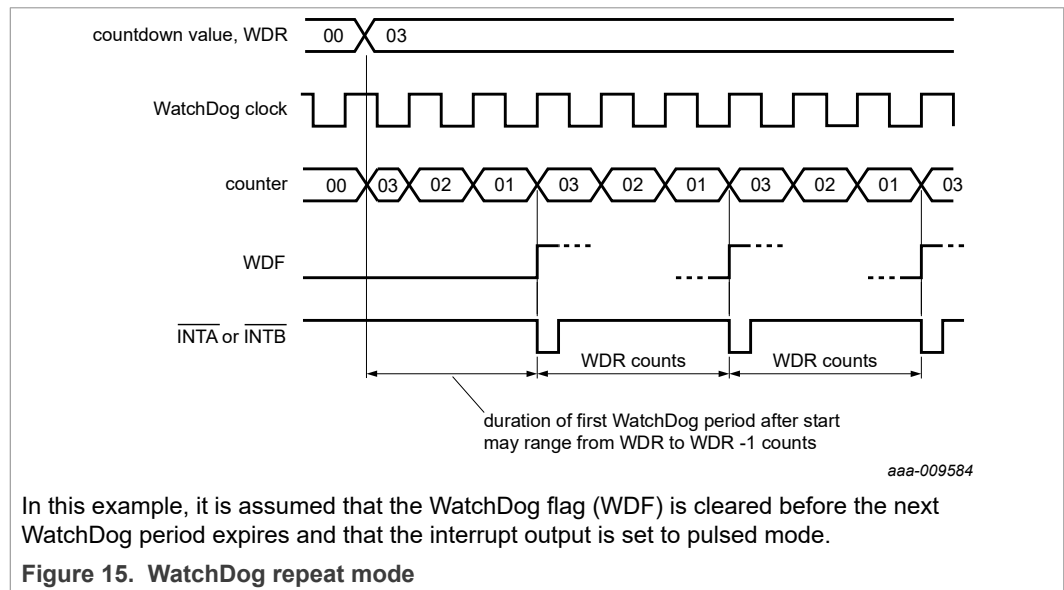 countdown value, WDR 00 03
WatchDog clock
counter 00 03 02 01 03 02 01 03 02 01 03
WDF
INTA or INTB
WDR counts WDR counts
duration of first WatchDog period after start
may range from WDR to WDR -1 counts
aaa-009584
In this example, it is assumed that the WatchDog flag (WDF) is cleared before the next
WatchDog period expires and that the interrupt output is set to pulsed mode.
Figure 15. WatchDog repeat mode